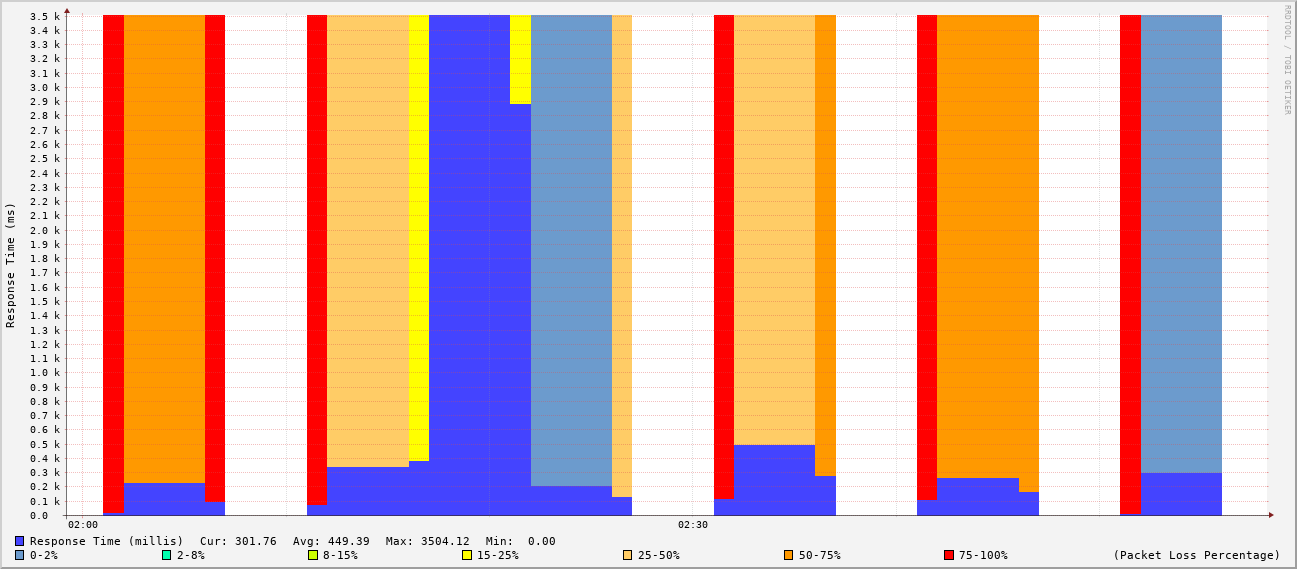 RRDTOOL / TOBI OETIKER
Response Time (ms)
3.5 k
3.4 k
3.3 k
3.2 k
3.1 k
3.0 k
2.9 k
2.8 k
2.7 k
2.6 k
2.5 k
2.4 k
2.3 k
2.2 k
2.1 k
2.0 k
1.9 k
1.8 k
1.7 k
1.6 k
1.5 k
1.4 k
1.3 k
1.2 k
1.1 k
1.0 k
0.9 k
0.8 k
0.7 k
0.6 k
0.5 k
0.4 k
0.3 k
0.2 k
0.1 k
0.0
02:00 02:30
Response Time (millis) Cur: 301.76 Avg: 449.39 Max: 3504.12 Min: 0.00
0-2% 2-8% 8-15% 15-25% 25-50% 50-75% 75-100% (Packet Loss Percentage)